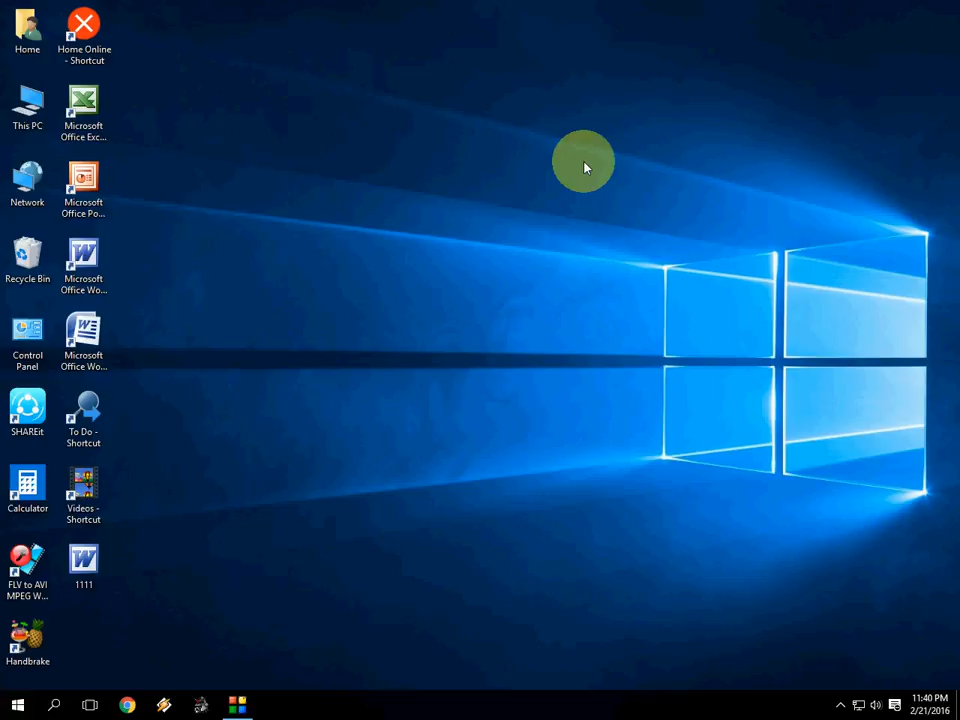 Home
Home Online
- Shortcut
This PC
Microsoft
Office Exc...
Network
Microsoft
Office Po...
Recycle Bin
Microsoft
Office Wo...
Control
Panel
Microsoft
Office Wo...
SHAREit
To Do -
Shortcut
Calculator
Videos -
Shortcut
FLV to AVI
MPEG W...
1111
Handbrake
11:40 PM
2/21/2016